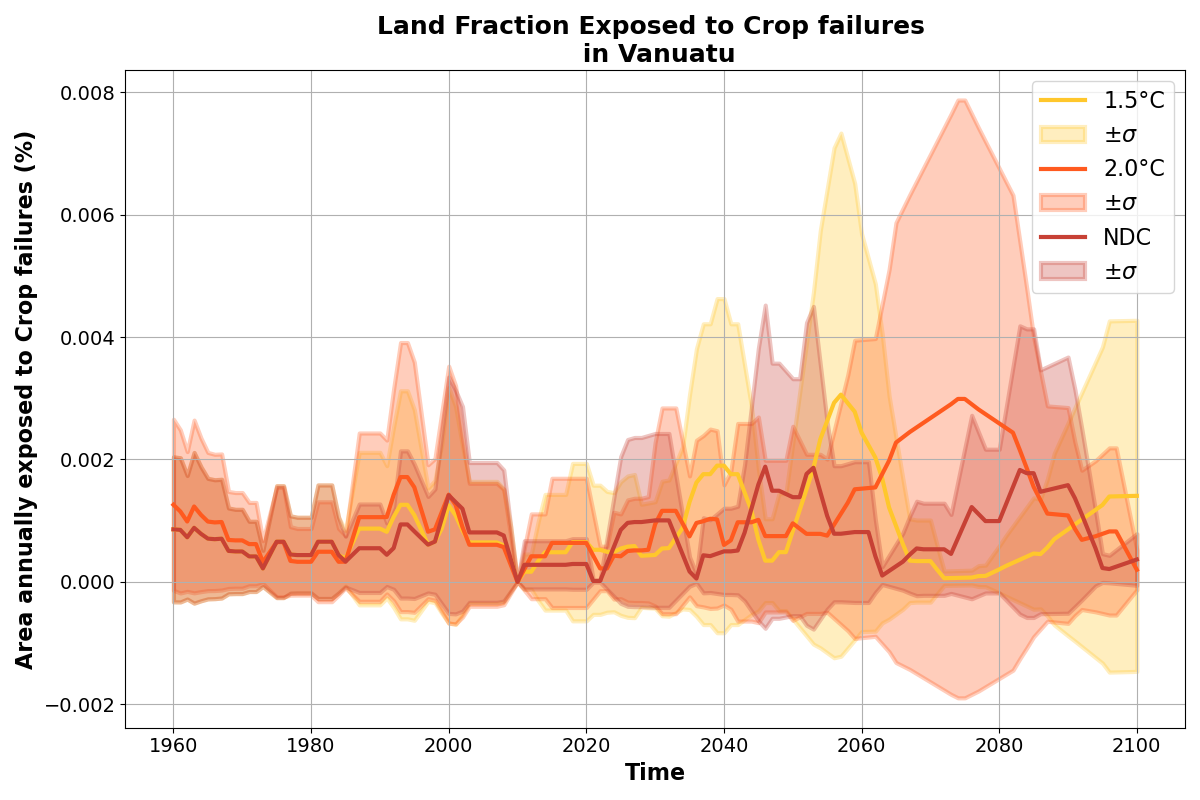 Land Fraction Exposed to Crop failures
in Vanuatu
Area annually exposed to Crop failures (%)
0.008
0.006
0.004
0.002
0.000
−0.002
1.5°C
±σ
2.0°C
±σ
NDC
±σ
1960 1980 2000 2020 2040 2060 2080 2100
Time